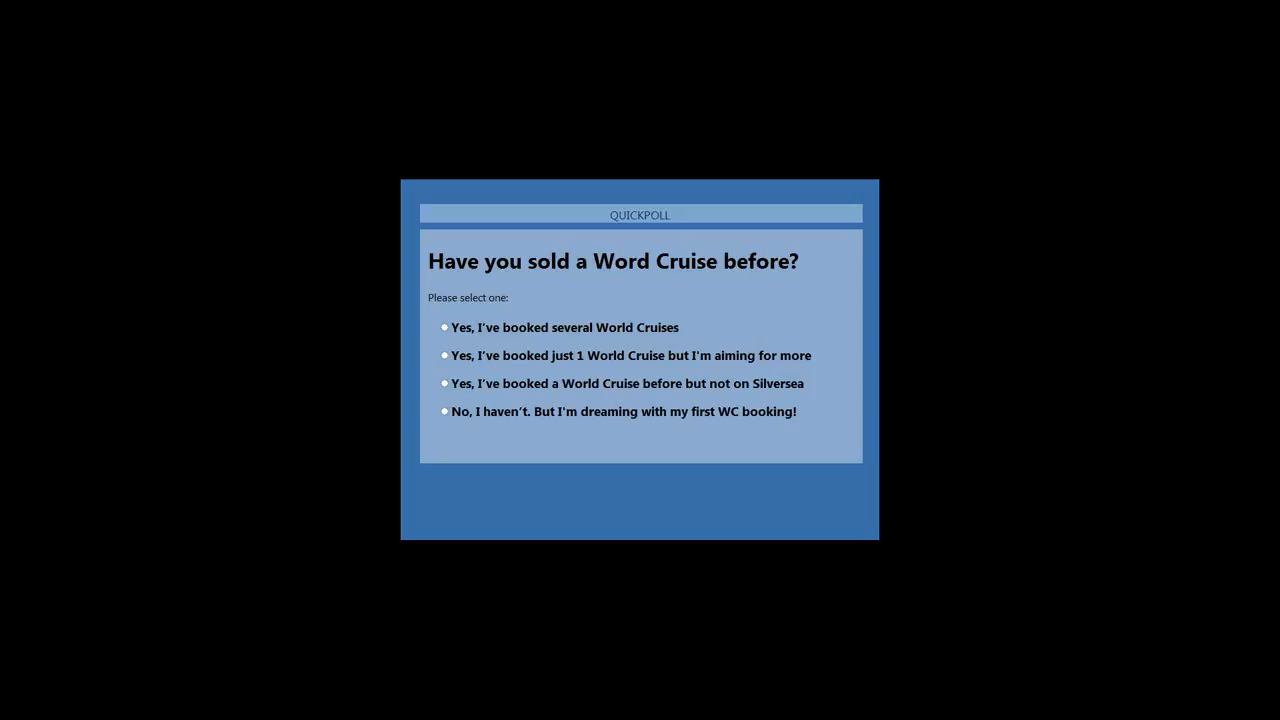 QUICKPOLL
Have you sold a Word Cruise before?
Please select one:
Yes, I’ve booked several World Cruises
Yes, I’ve booked just 1 World Cruise but I'm aiming for more
Yes, I’ve booked a World Cruise before but not on Silversea
No, I haven’t. But I'm dreaming with my first WC booking!